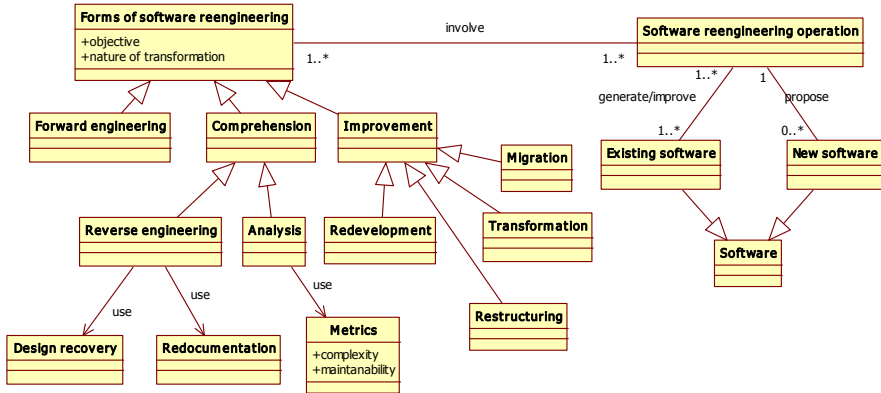 Forms of software reengineering
+objective
+nature of transformation
involve
1..*
1..*
Software reengineering operation
1..*
1
generate/improve
propose
1..*
0..*
Forward engineering
Comprehension
Improvement
Migration
Existing software
New software
Reverse engineering
Analysis
Redevelopment
Transformation
Software
use
use
use
Restructuring
Design recovery
Redocumentation
Metrics
+complexity
+maintanability